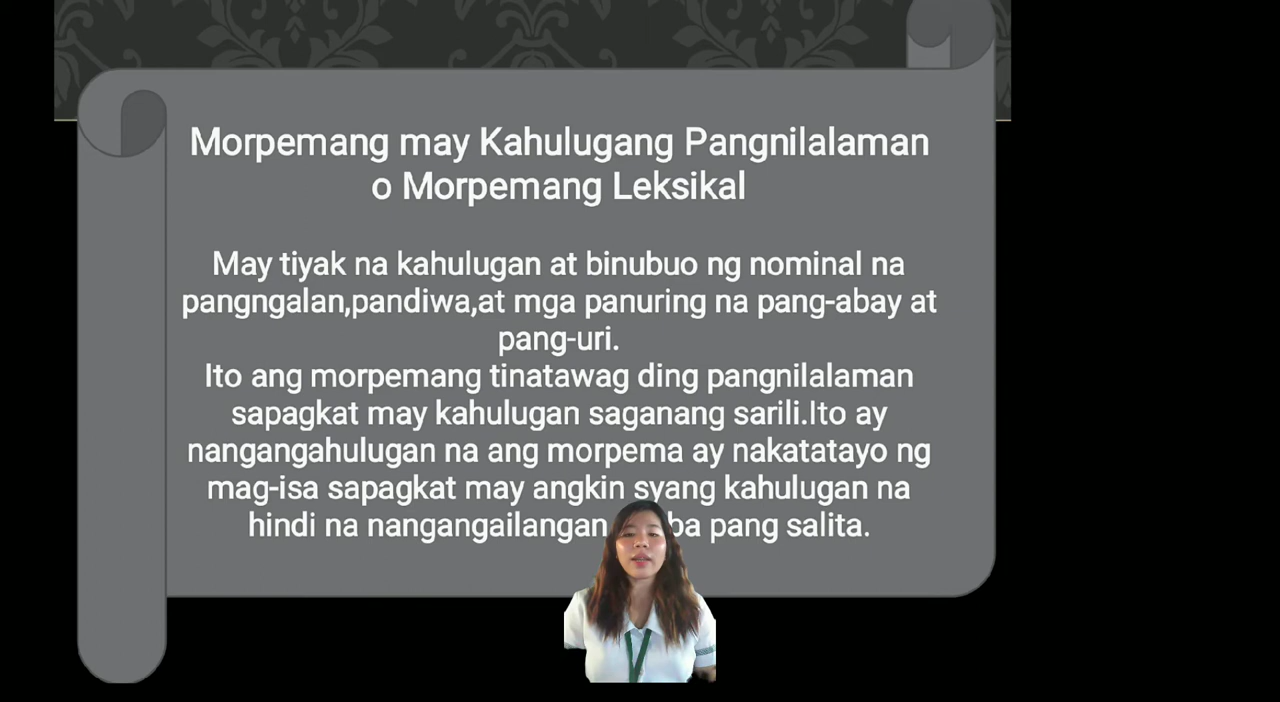 Morpemang may Kahulugang Pangnilalaman
o Morpemang Leksikal
May tiyak na kahulugan at binubuo ng nominal na
pangngalan,pandiwa,at mga panuring na pang-abay at
pang-uri.
Ito ang morpemang tinatawag ding pangnilalaman
sapagkat may kahulugan saganang sarili.Ito ay
nangangahulugan na ang morpema ay nakatatayo ng
mag-isa sapagkat may angkin syang kahulugan na
hindi na nangangailangan pang salita.